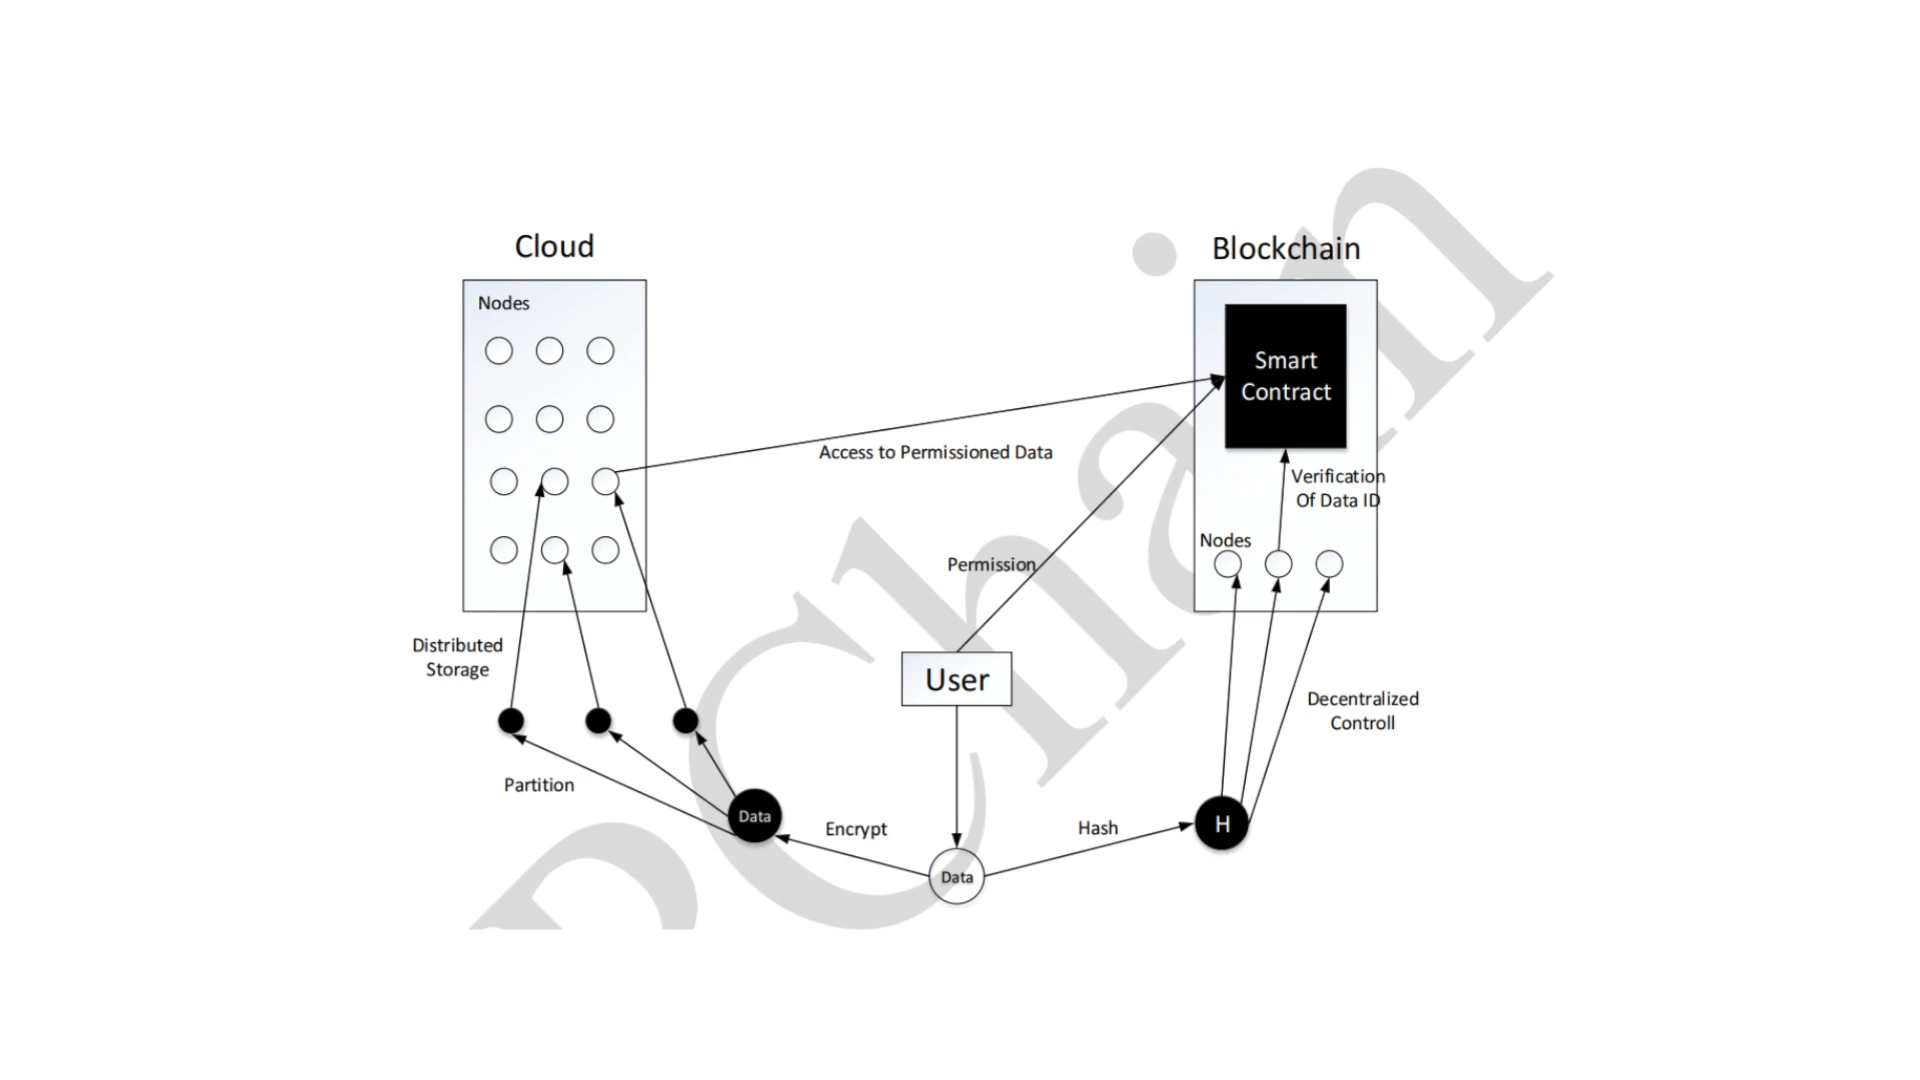 Cloud
Blockchain
Nodes
Smart
Contract
Access to Permissioned Data
Verification
Of Data ID
Nodes
Permission
Distributed
Storage
User
Decentralized
Controll
Partition
Data
Encrypt
Hash
H
Data
pChain